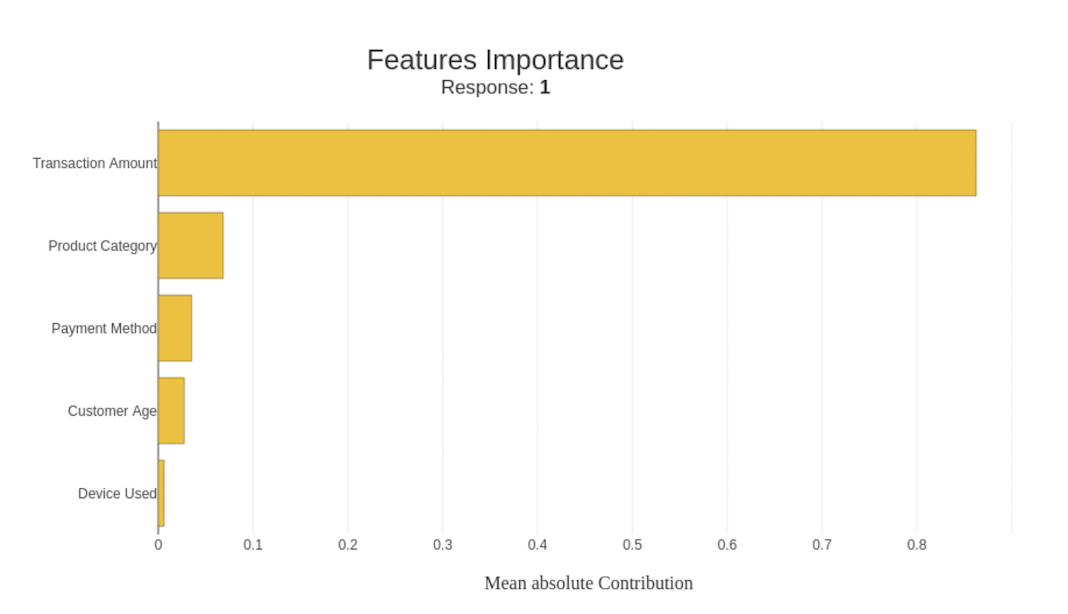 Features Importance
Response: 1
Transaction Amount
Product Category
Payment Method
Customer Age
Device Used
0 0.1 0.2 0.3 0.4 0.5 0.6 0.7 0.8
Mean absolute Contribution